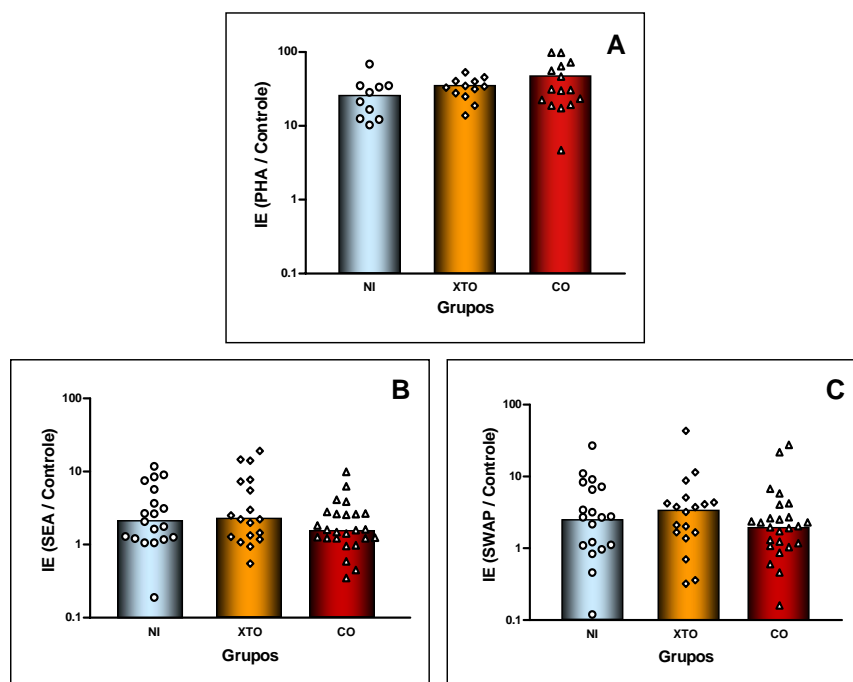 A
IE (PHA / Controle)
100
10
1
0.1
NI XTO CO
Grupos
B
IE (SEA / Controle)
100
10
1
0.1
NI XTO CO
Grupos
C
IE (SWAP / Controle)
100
10
1
0.1
NI XTO CO
Grupos